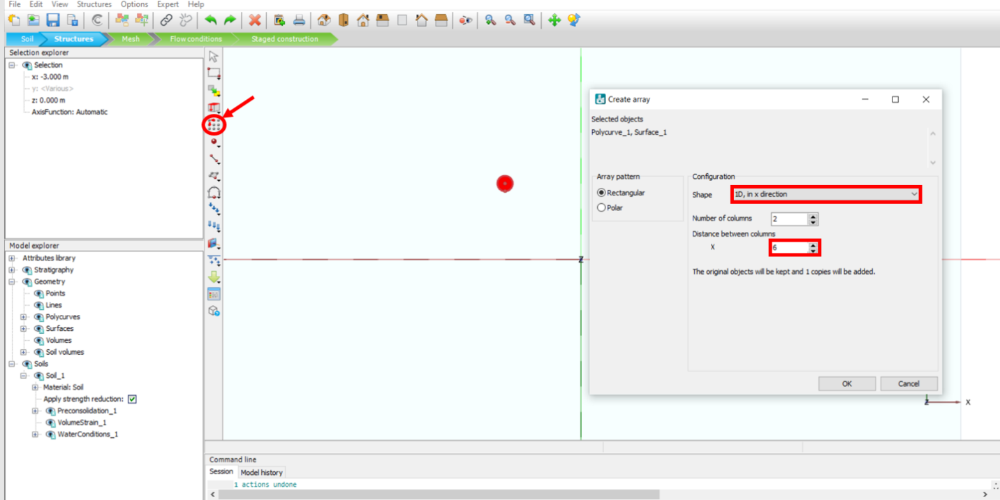 File Edit View Structures Options Expert Help
Soil Structures Mesh Flow conditions Staged construction
Selection explorer
Selection
x: -3.000 m
y: <Various>
z: 0.000 m
AxisFunction: Automatic
Model explorer
Attributes library
Stratigraphy
Geometry
Points
Lines
Polycurves
Surfaces
Volumes
Soil volumes
Soils
Soil_1
Material: Soil
Apply strength reduction:
Preconsolidation_1
VolumeStrain_1
WaterConditions_1
Z
Create array
Selected objects
Polycurve_1, Surface_1
Array pattern
Rectangular
Polar
Configuration
Shape 1D, in x direction
Number of columns 2
Distance between columns
X 6
The original objects will be kept and 1 copies will be added.
OK Cancel
Z X
Command line
Session Model history
1 actions undone